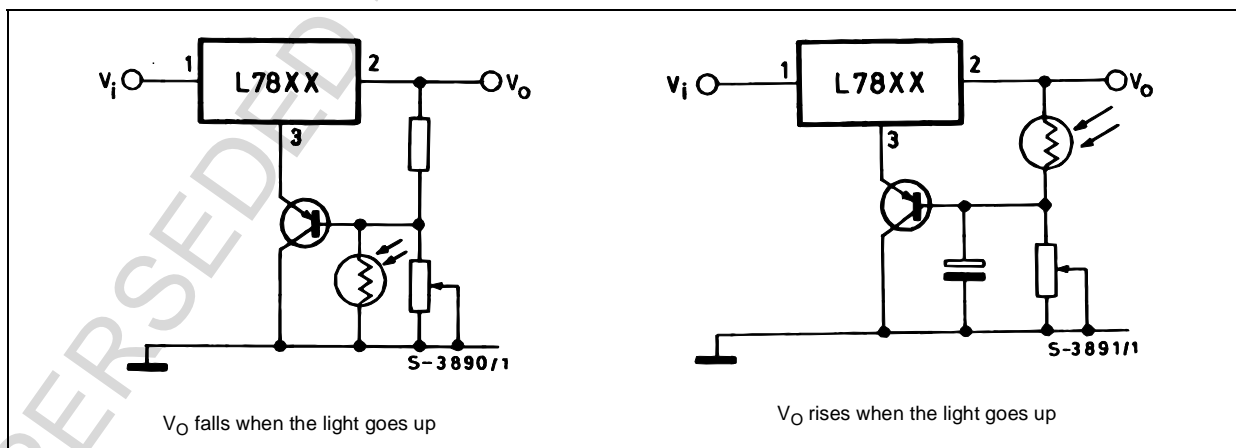 1
L78XX
2
Vi
VO
3
S-3890/1
VO falls when the light goes up
1
L78XX
2
Vi
VO
3
S-3891/1
VO rises when the light goes up
PERSEDED